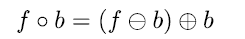 f ∘ b = (f ⊖ b) ⊕ b